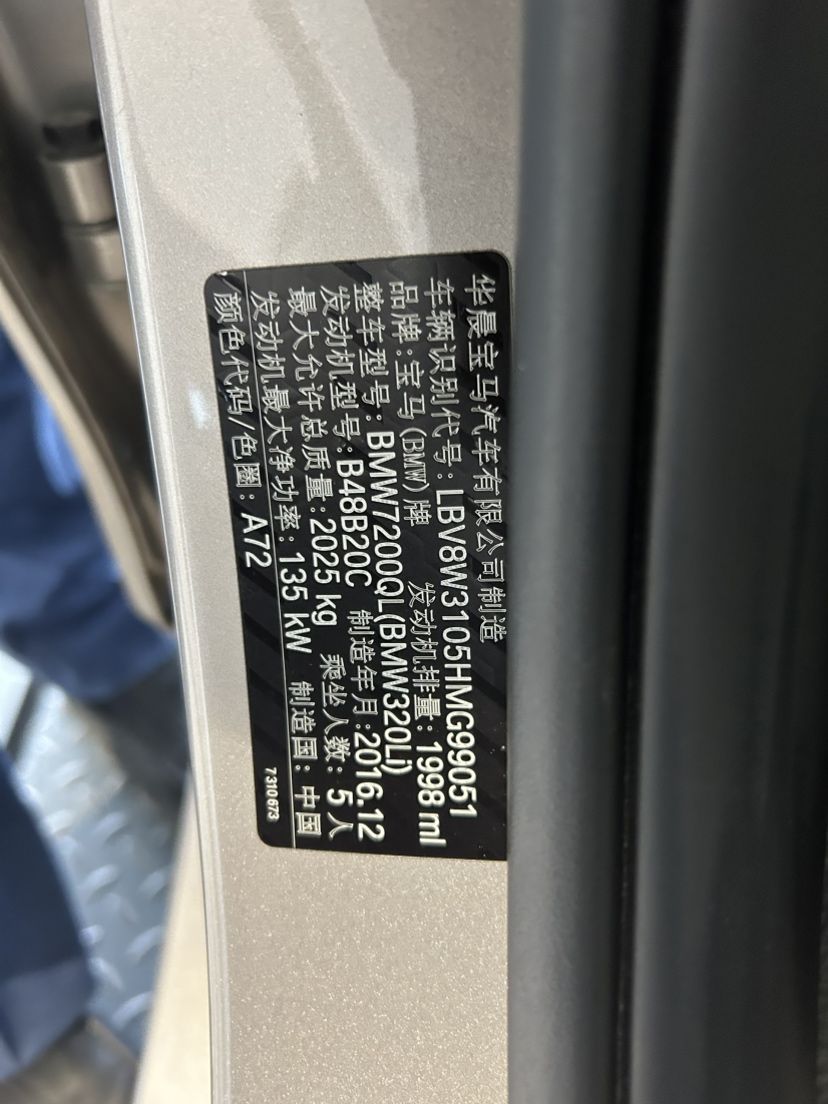 华晨宝马汽车有限公司制造
车辆识别代号:LBV8W3105HMG99051
品牌:宝马(BMW)牌 发动机排量:1998 ml
整车型号:BMW7200QL(BMW320Li)
发动机型号:B48B20C 制造年月:2016.12
最大允许总质量:2025 kg 乘坐人数:5人
发动机最大净功率:135 kW 制造国:中国
颜色代码/色圈:A72
7 310 673